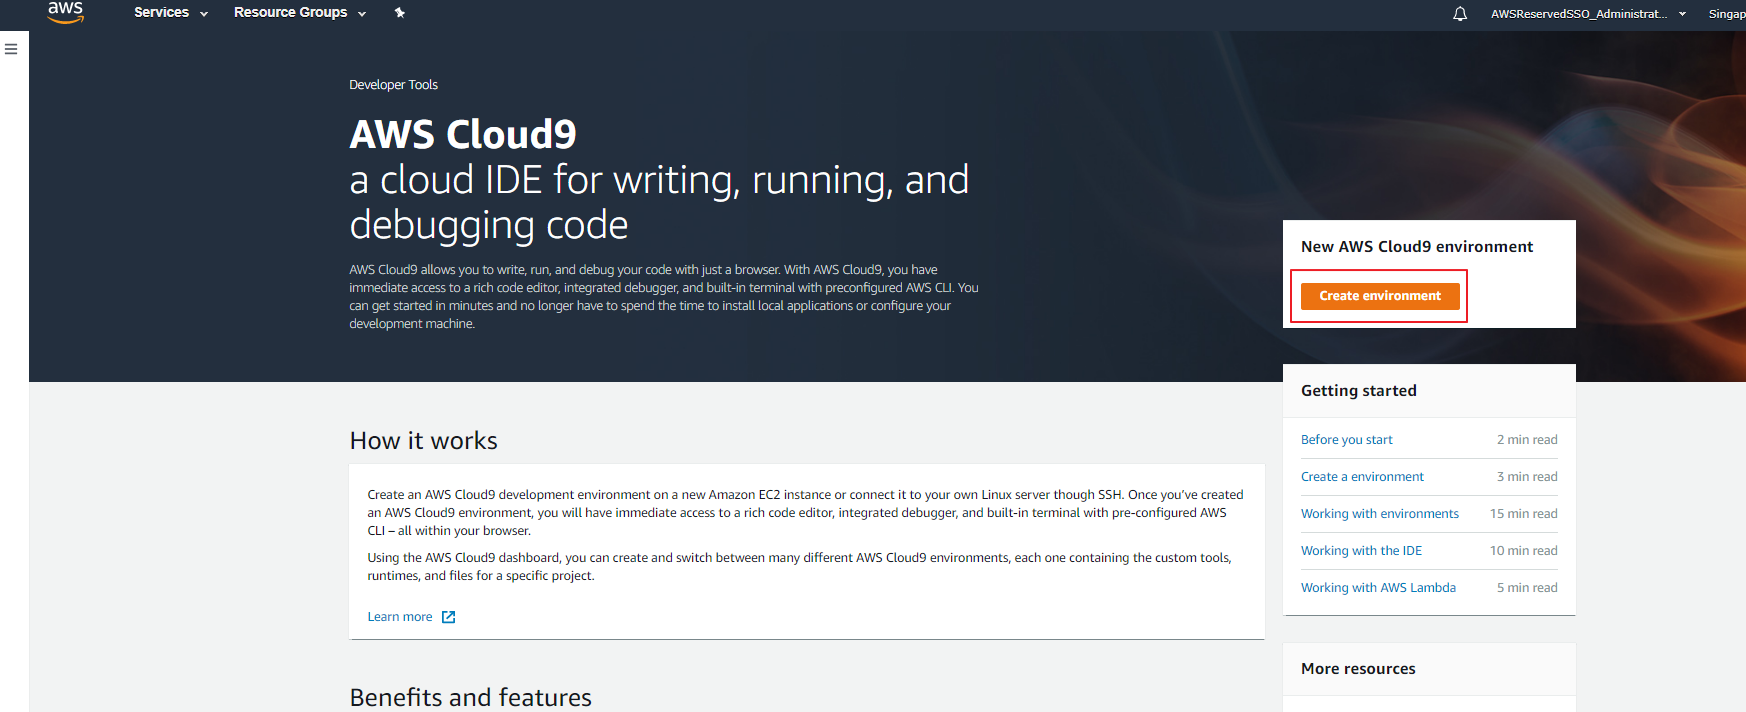 aws
Services
Resource Groups
AWSReservedSSO_Administrat...
Singap
Developer Tools
AWS Cloud9
a cloud IDE for writing, running, and
debugging code
AWS Cloud9 allows you to write, run, and debug your code with just a browser. With AWS Cloud9, you have
immediate access to a rich code editor, integrated debugger, and built-in terminal with preconfigured AWS CLI. You
can get started in minutes and no longer have to spend the time to install local applications or configure your
development machine.
New AWS Cloud9 environment
Create environment
How it works
Create an AWS Cloud9 development environment on a new Amazon EC2 instance or connect it to your own Linux server though SSH. Once you've created
an AWS Cloud9 environment, you will have immediate access to a rich code editor, integrated debugger, and built-in terminal with pre-configured AWS
CLI – all within your browser.
Using the AWS Cloud9 dashboard, you can create and switch between many different AWS Cloud9 environments, each one containing the custom tools,
runtimes, and files for a specific project.
Learn more
Benefits and features
Getting started
Before you start 2 min read
Create a environment 3 min read
Working with environments 15 min read
Working with the IDE 10 min read
Working with AWS Lambda 5 min read
More resources